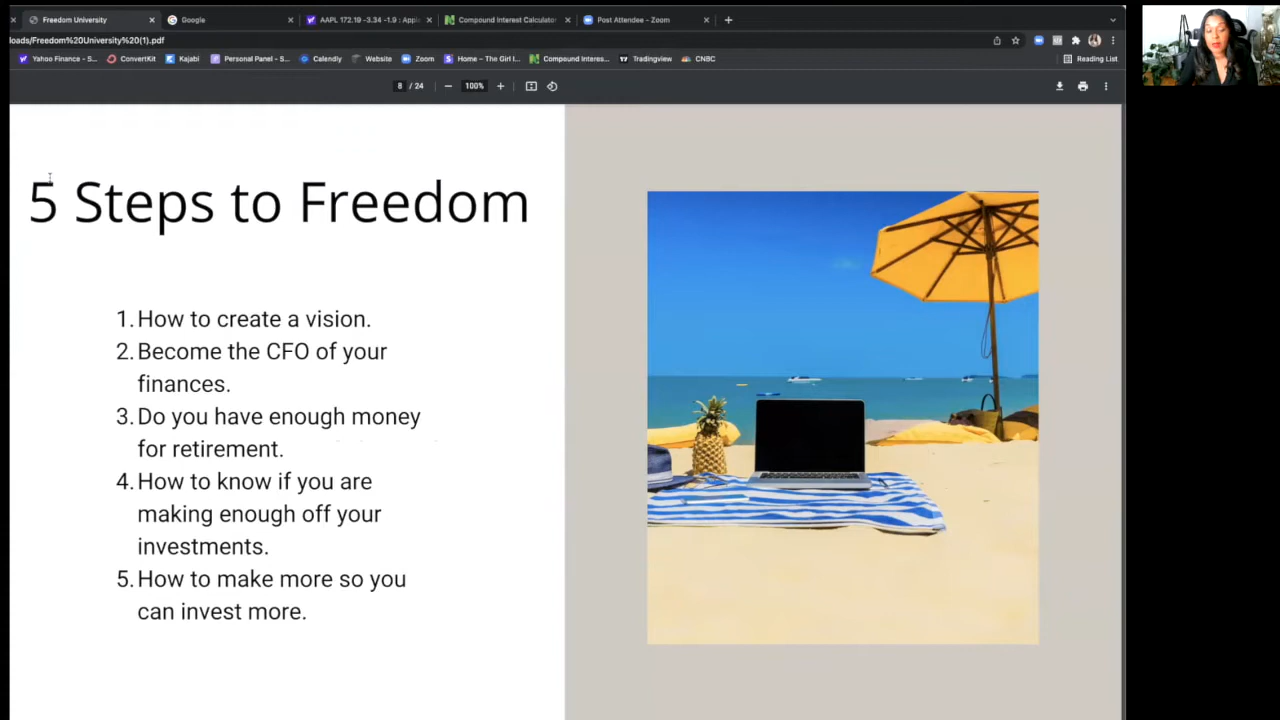 Freedom University
Google
AAPL 172.19 -3.34 -1.9 : Apple
Compound Interest Calculator
Post Attendee - Zoom
loads/Freedom%20University%20(1).pdf
Yahoo Finance - S...
ConvertKit
Kajabi
Personal Panel - S...
Calendly
Website
Zoom
Home – The Girl I...
Compound Interes...
Tradingview
CNBC
Reading List
8 / 24
100%
5 Steps to Freedom
1. How to create a vision.
2. Become the CFO of your
finances.
3. Do you have enough money
for retirement.
4. How to know if you are
making enough off your
investments.
5. How to make more so you
can invest more.